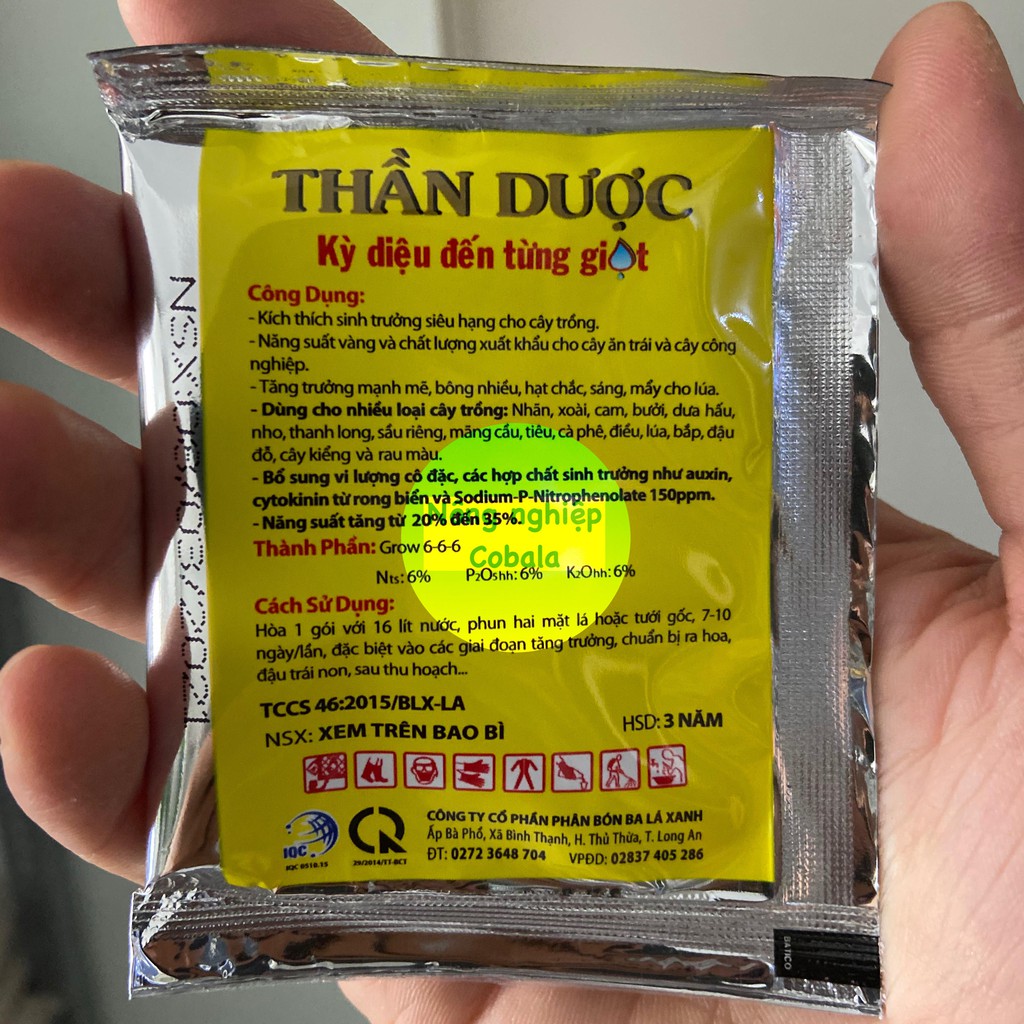 THẦN DƯỢC
Kỳ diệu đến từng giọt
Công Dụng:
- Kích thích sinh trưởng siêu hạng cho cây trồng.
- Năng suất vàng và chất lượng xuất khẩu cho cây ăn trái và cây công
nghiệp.
- Tăng trưởng mạnh mẽ, bông nhiều, hạt chắc, sáng, mẩy cho lúa.
- Dùng cho nhiều loại cây trồng: Nhãn, xoài, cam, bưởi, dưa hấu,
nho, thanh long, sầu riêng, mãng cầu, tiêu, cà phê, điều, lúa, bắp, đậu
đỗ, cây kiểng và rau màu.
- Bổ sung vi lượng cô đặc, các hợp chất sinh trưởng như auxin,
cytokinin từ rong biển và Sodium-P-Nitrophenolate 150ppm.
- Năng suất tăng từ 20% đến 35%.
Nông nghiệp
Cobala
Thành Phần: Grow 6-6-6
Nts: 6% P2O5hh: 6% K2Ohh: 6%
Cách Sử Dụng:
Hòa 1 gói với 16 lít nước, phun hai mặt lá hoặc tưới gốc, 7-10
ngày/lần, đặc biệt vào các giai đoạn tăng trưởng, chuẩn bị ra hoa,
đậu trái non, sau thu hoạch...
TCCS 46:2015/BLX-LA
NSX: XEM TRÊN BAO BÌ HSD: 3 NĂM
IQC
IQC 0510.15
29/2014/TT-BCT
CÔNG TY CỔ PHẦN PHÂN BÓN BA LÁ XANH
Ấp Bà Phổ, Xã Bình Thạnh, H. Thủ Thừa, T. Long An
ĐT: 0272 3648 704 VPĐD: 02837 405 286
NSX
BATICO